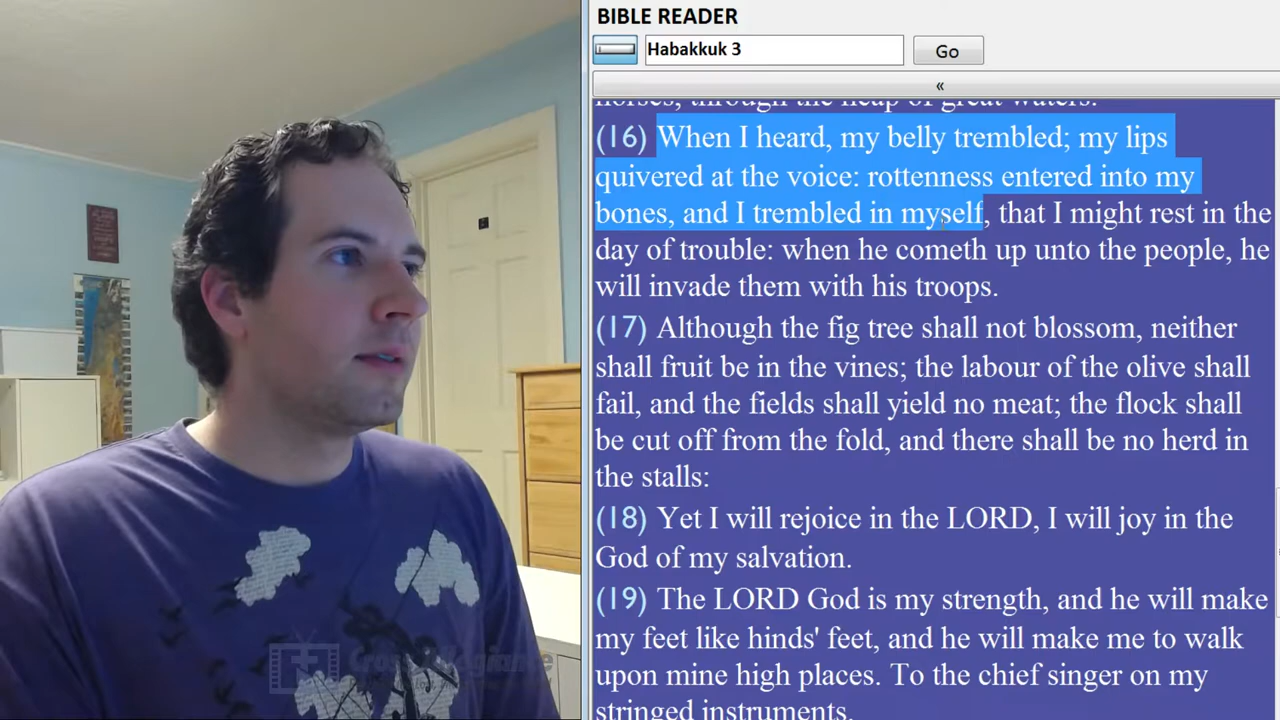 BIBLE READER
Habakkuk 3
Go
«
horses, through the heap of great waters.
(16) When I heard, my belly trembled; my lips
quivered at the voice: rottenness entered into my
bones, and I trembled in myself, that I might rest in the
day of trouble: when he cometh up unto the people, he
will invade them with his troops.
(17) Although the fig tree shall not blossom, neither
shall fruit be in the vines; the labour of the olive shall
fail, and the fields shall yield no meat; the flock shall
be cut off from the fold, and there shall be no herd in
the stalls:
(18) Yet I will rejoice in the LORD, I will joy in the
God of my salvation.
(19) The LORD God is my strength, and he will make
my feet like hinds' feet, and he will make me to walk
upon mine high places. To the chief singer on my
stringed instruments.